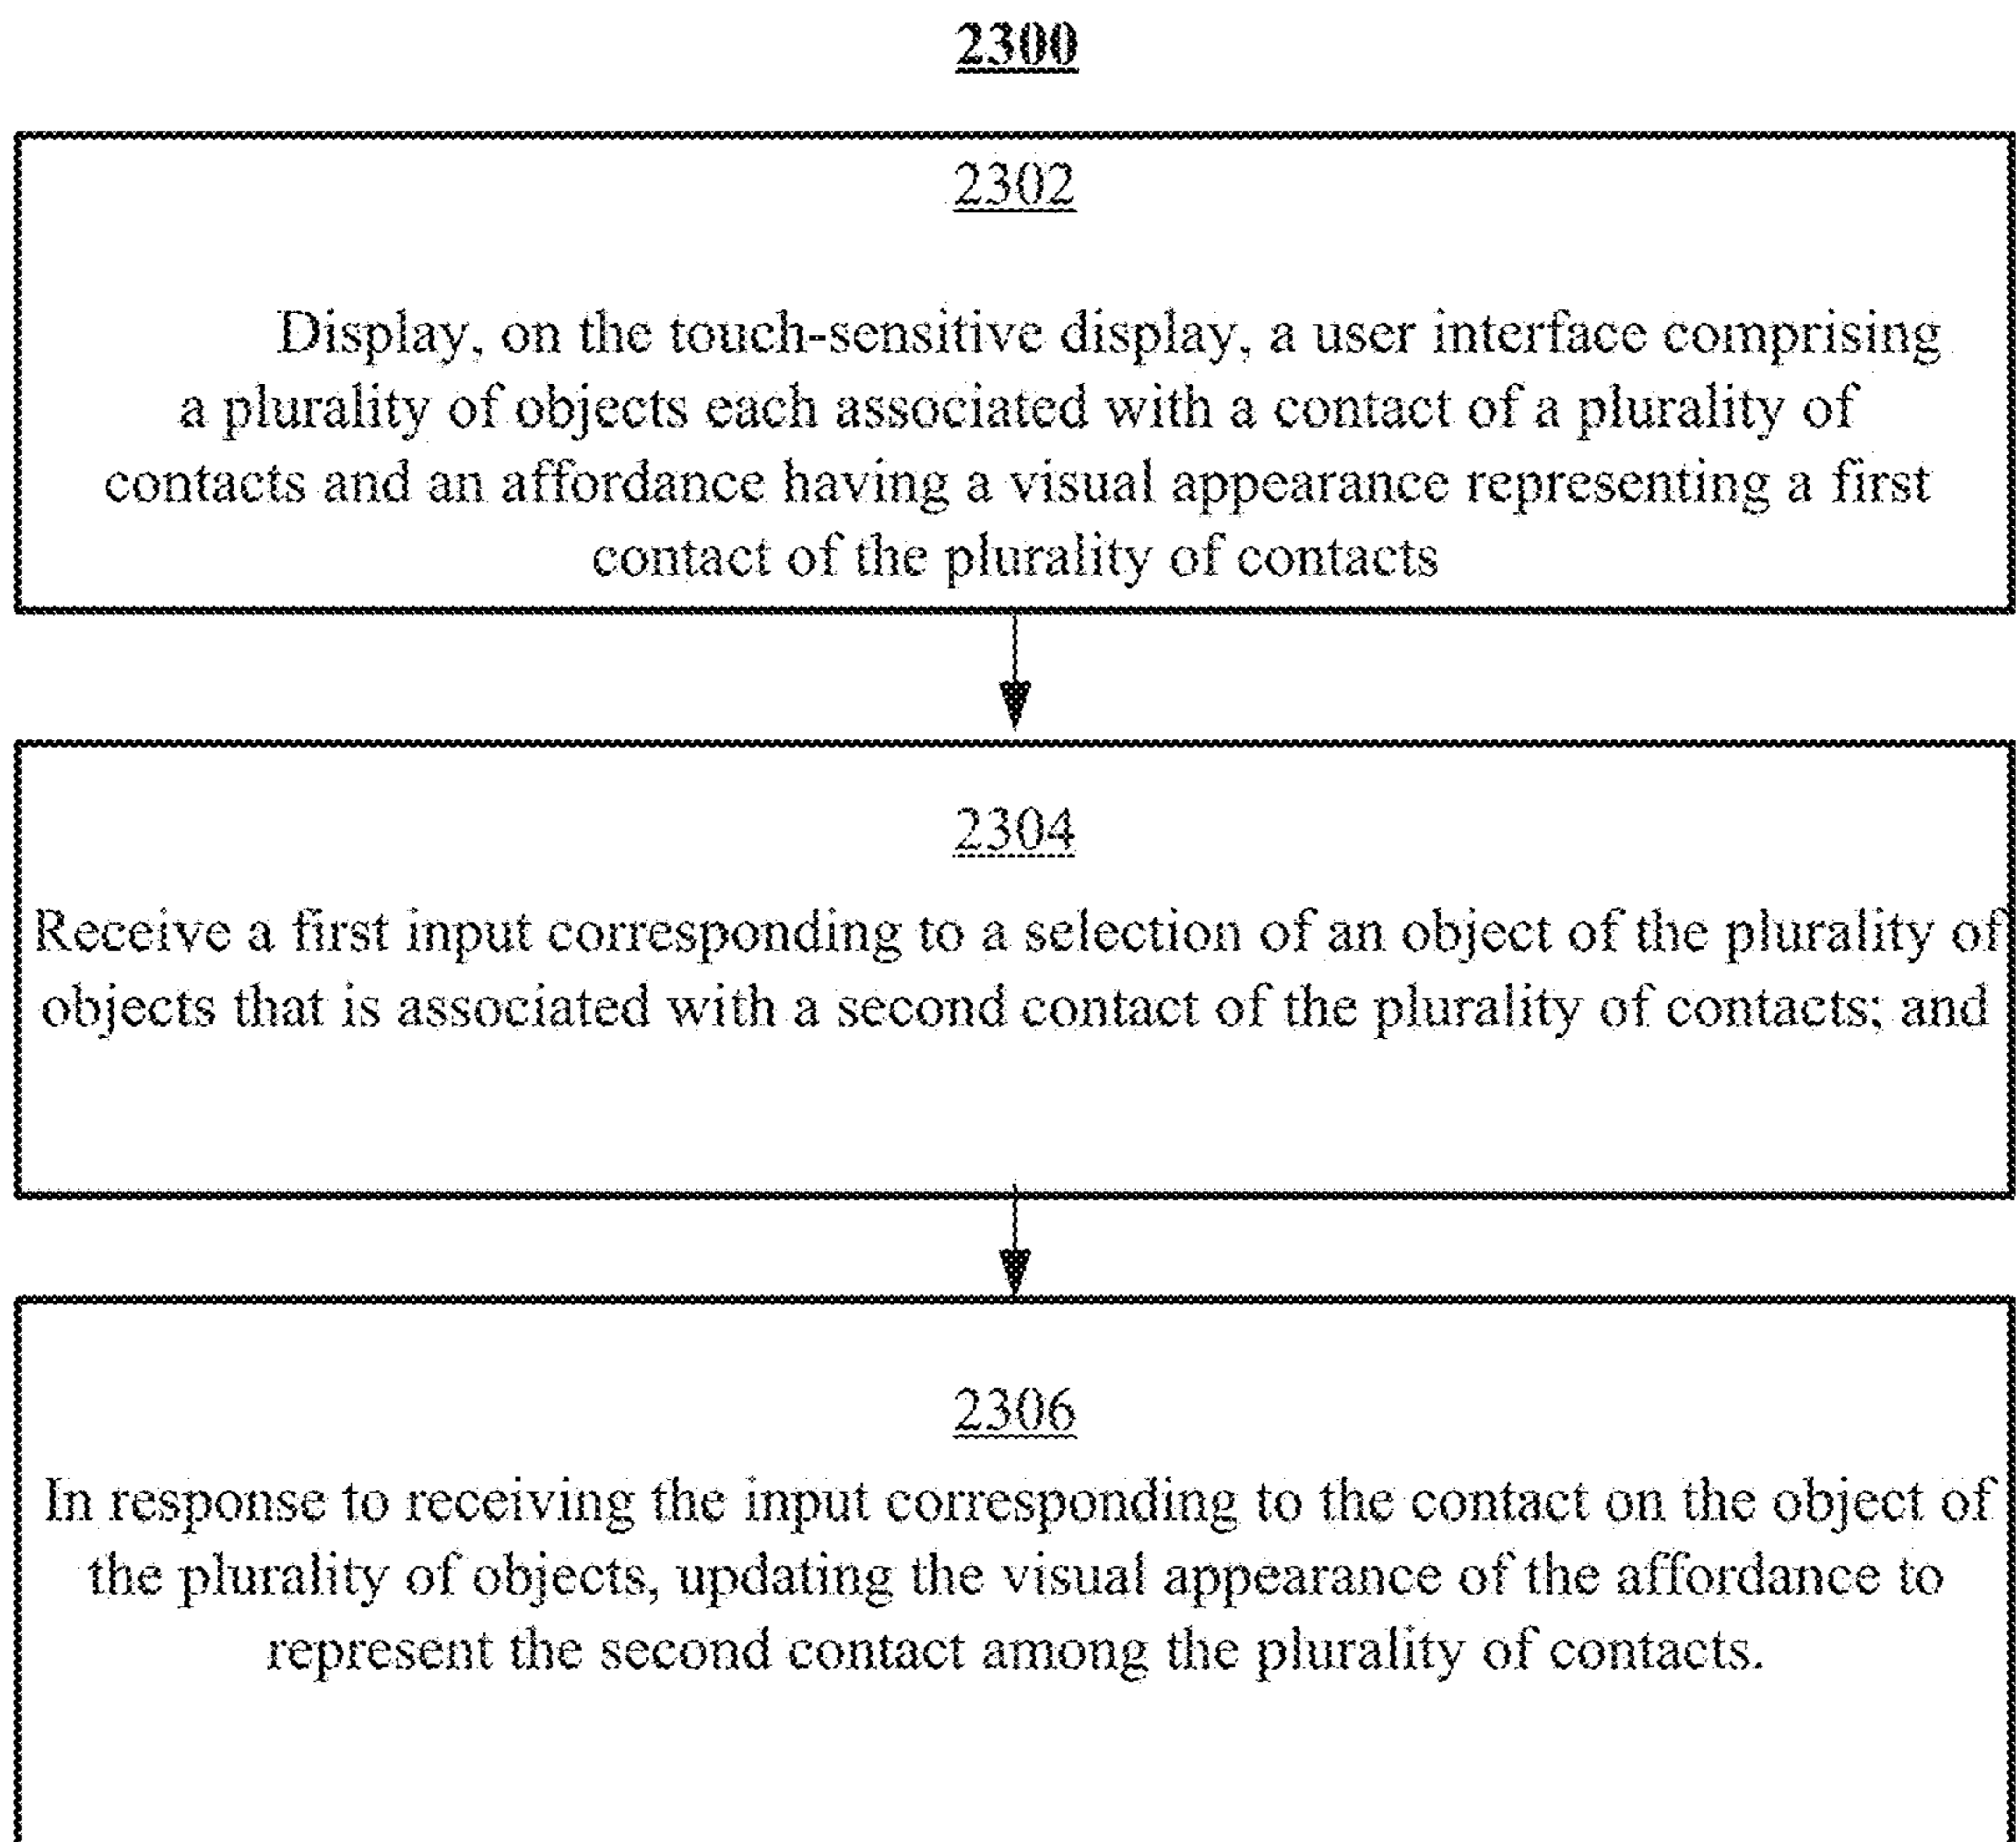 2300
2302
Display, on the touch-sensitive display, a user interface comprising
a plurality of objects each associated with a contact of a plurality of
contacts and an affordance having a visual appearance representing a first
contact of the plurality of contacts
2304
Receive a first input corresponding to a selection of an object of the plurality of
objects that is associated with a second contact of the plurality of contacts; and
2306
In response to receiving the input corresponding to the contact on the object of
the plurality of objects, updating the visual appearance of the affordance to
represent the second contact among the plurality of contacts.